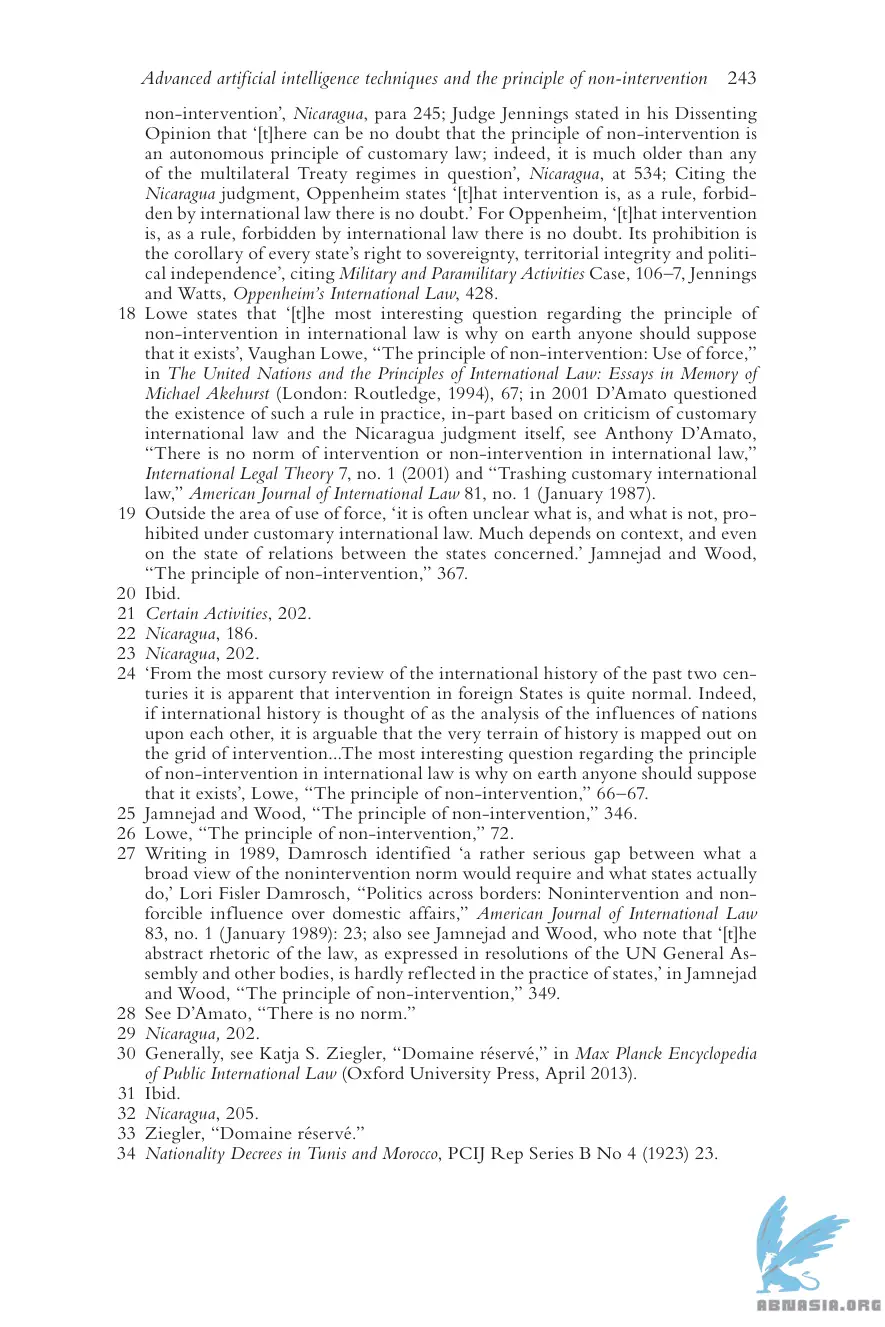 Advanced artificial intelligence techniques and the principle of non-intervention 243
non-intervention’, Nicaragua, para 245; Judge Jennings stated in his Dissenting
Opinion that ‘[t]here can be no doubt that the principle of non-intervention is
an autonomous principle of customary law; indeed, it is much older than any
of the multilateral Treaty regimes in question’, Nicaragua, at 534; Citing the
Nicaragua judgment, Oppenheim states ‘[t]hat intervention is, as a rule, forbid-
den by international law there is no doubt.’ For Oppenheim, ‘[t]hat intervention
is, as a rule, forbidden by international law there is no doubt. Its prohibition is
the corollary of every state’s right to sovereignty, territorial integrity and politi-
cal independence’, citing Military and Paramilitary Activities Case, 106–7, Jennings
and Watts, Oppenheim’s International Law, 428.
18 Lowe states that ‘[t]he most interesting question regarding the principle of
non-intervention in international law is why on earth anyone should suppose
that it exists’, Vaughan Lowe, “The principle of non-intervention: Use of force,”
in The United Nations and the Principles of International Law: Essays in Memory of
Michael Akehurst (London: Routledge, 1994), 67; in 2001 D’Amato questioned
the existence of such a rule in practice, in-part based on criticism of customary
international law and the Nicaragua judgment itself, see Anthony D’Amato,
“There is no norm of intervention or non-intervention in international law,”
International Legal Theory 7, no. 1 (2001) and “Trashing customary international
law,” American Journal of International Law 81, no. 1 (January 1987).
19 Outside the area of use of force, ‘it is often unclear what is, and what is not, pro-
hibited under customary international law. Much depends on context, and even
on the state of relations between the states concerned.’ Jamnejad and Wood,
“The principle of non-intervention,” 367.
20 Ibid.
21 Certain Activities, 202.
22 Nicaragua, 186.
23 Nicaragua, 202.
24 ‘From the most cursory review of the international history of the past two cen-
turies it is apparent that intervention in foreign States is quite normal. Indeed,
if international history is thought of as the analysis of the influences of nations
upon each other, it is arguable that the very terrain of history is mapped out on
the grid of intervention...The most interesting question regarding the principle
of non-intervention in international law is why on earth anyone should suppose
that it exists’, Lowe, “The principle of non-intervention,” 66–67.
25 Jamnejad and Wood, “The principle of non-intervention,” 346.
26 Lowe, “The principle of non-intervention,” 72.
27 Writing in 1989, Damrosch identified ‘a rather serious gap between what a
broad view of the nonintervention norm would require and what states actually
do,’ Lori Fisler Damrosch, “Politics across borders: Nonintervention and non-
forcible influence over domestic affairs,” American Journal of International Law
83, no. 1 (January 1989): 23; also see Jamnejad and Wood, who note that ‘[t]he
abstract rhetoric of the law, as expressed in resolutions of the UN General As-
sembly and other bodies, is hardly reflected in the practice of states,’ in Jamnejad
and Wood, “The principle of non-intervention,” 349.
28 See D’Amato, “There is no norm.”
29 Nicaragua, 202.
30 Generally, see Katja S. Ziegler, “Domaine réservé,” in Max Planck Encyclopedia
of Public International Law (Oxford University Press, April 2013).
31 Ibid.
32 Nicaragua, 205.
33 Ziegler, “Domaine réservé.”
34 Nationality Decrees in Tunis and Morocco, PCIJ Rep Series B No 4 (1923) 23.
ABNASIA.ORG